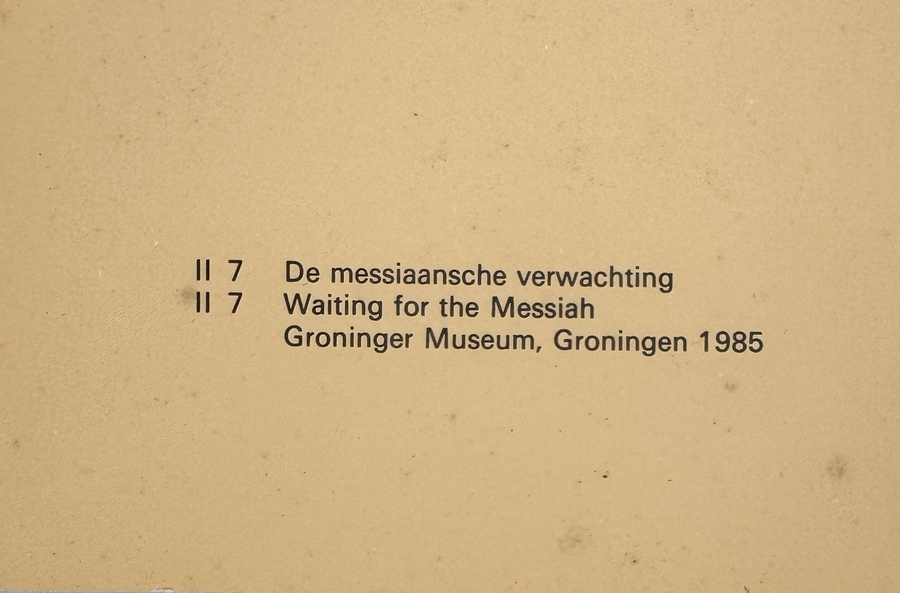 II 7 De messiaansche verwachting
II 7 Waiting for the Messiah
Groninger Museum, Groningen 1985